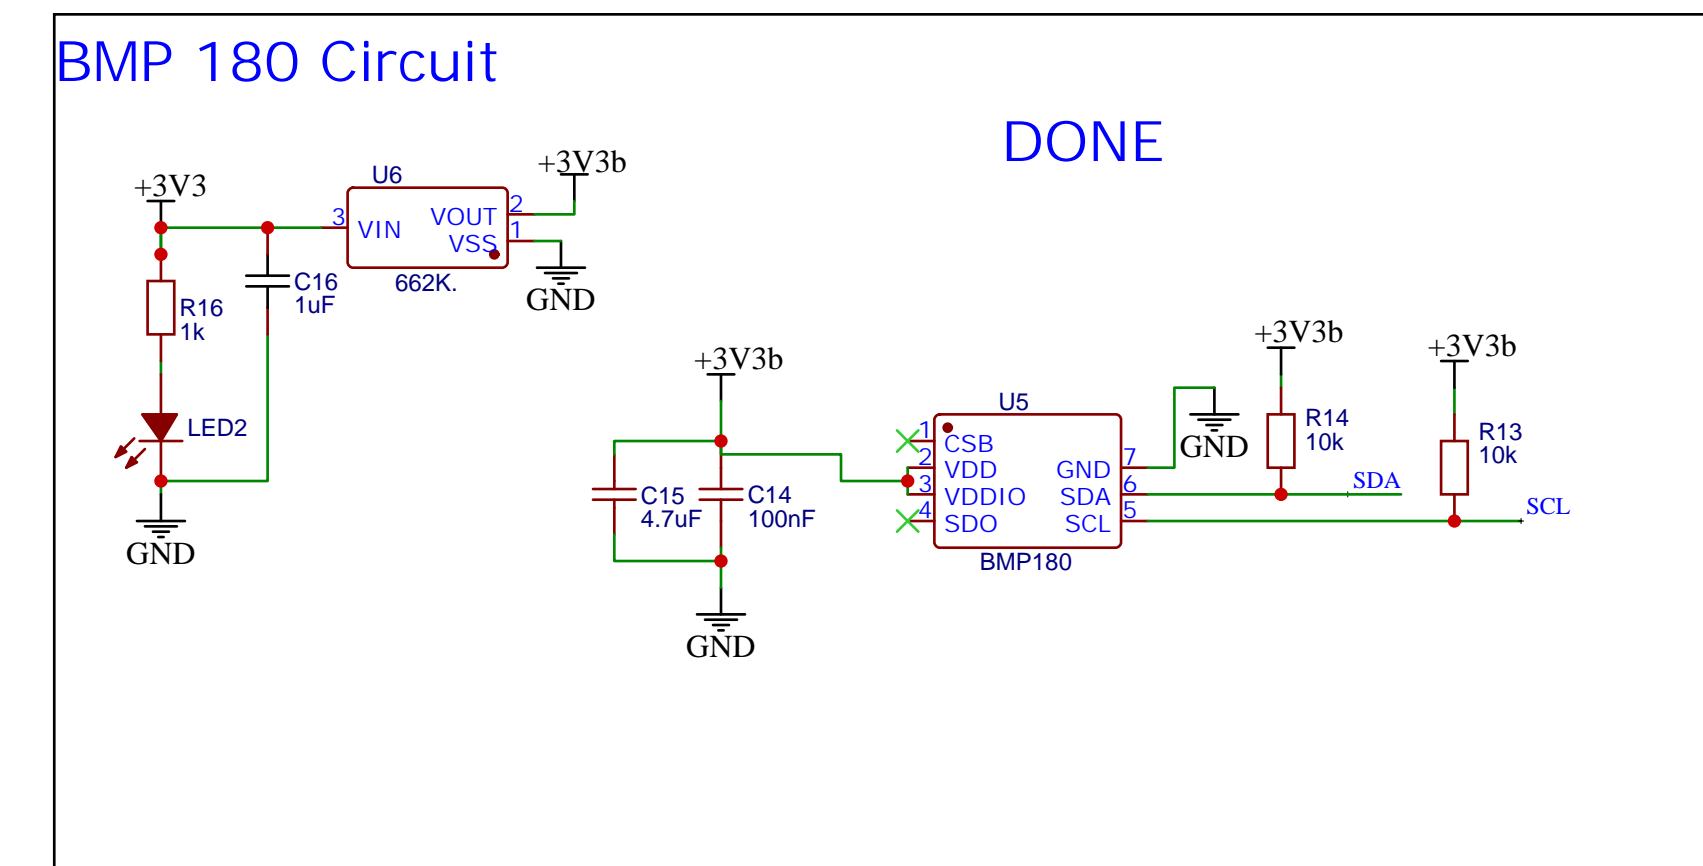 BMP 180 Circuit
DONE
+3V3
U6
3
VIN
VOUT
2
VSS
1
662K.
+3V3b
GND
C16
1uF
R16
1k
LED2
GND
+3V3b
C15
4.7uF
C14
100nF
GND
U5
1
CSB
2
VDD
3
VDDIO
4
SDO
GND
7
SDA
6
SCL
5
BMP180
GND
+3V3b
R14
10k
SDA
+3V3b
R13
10k
SCL